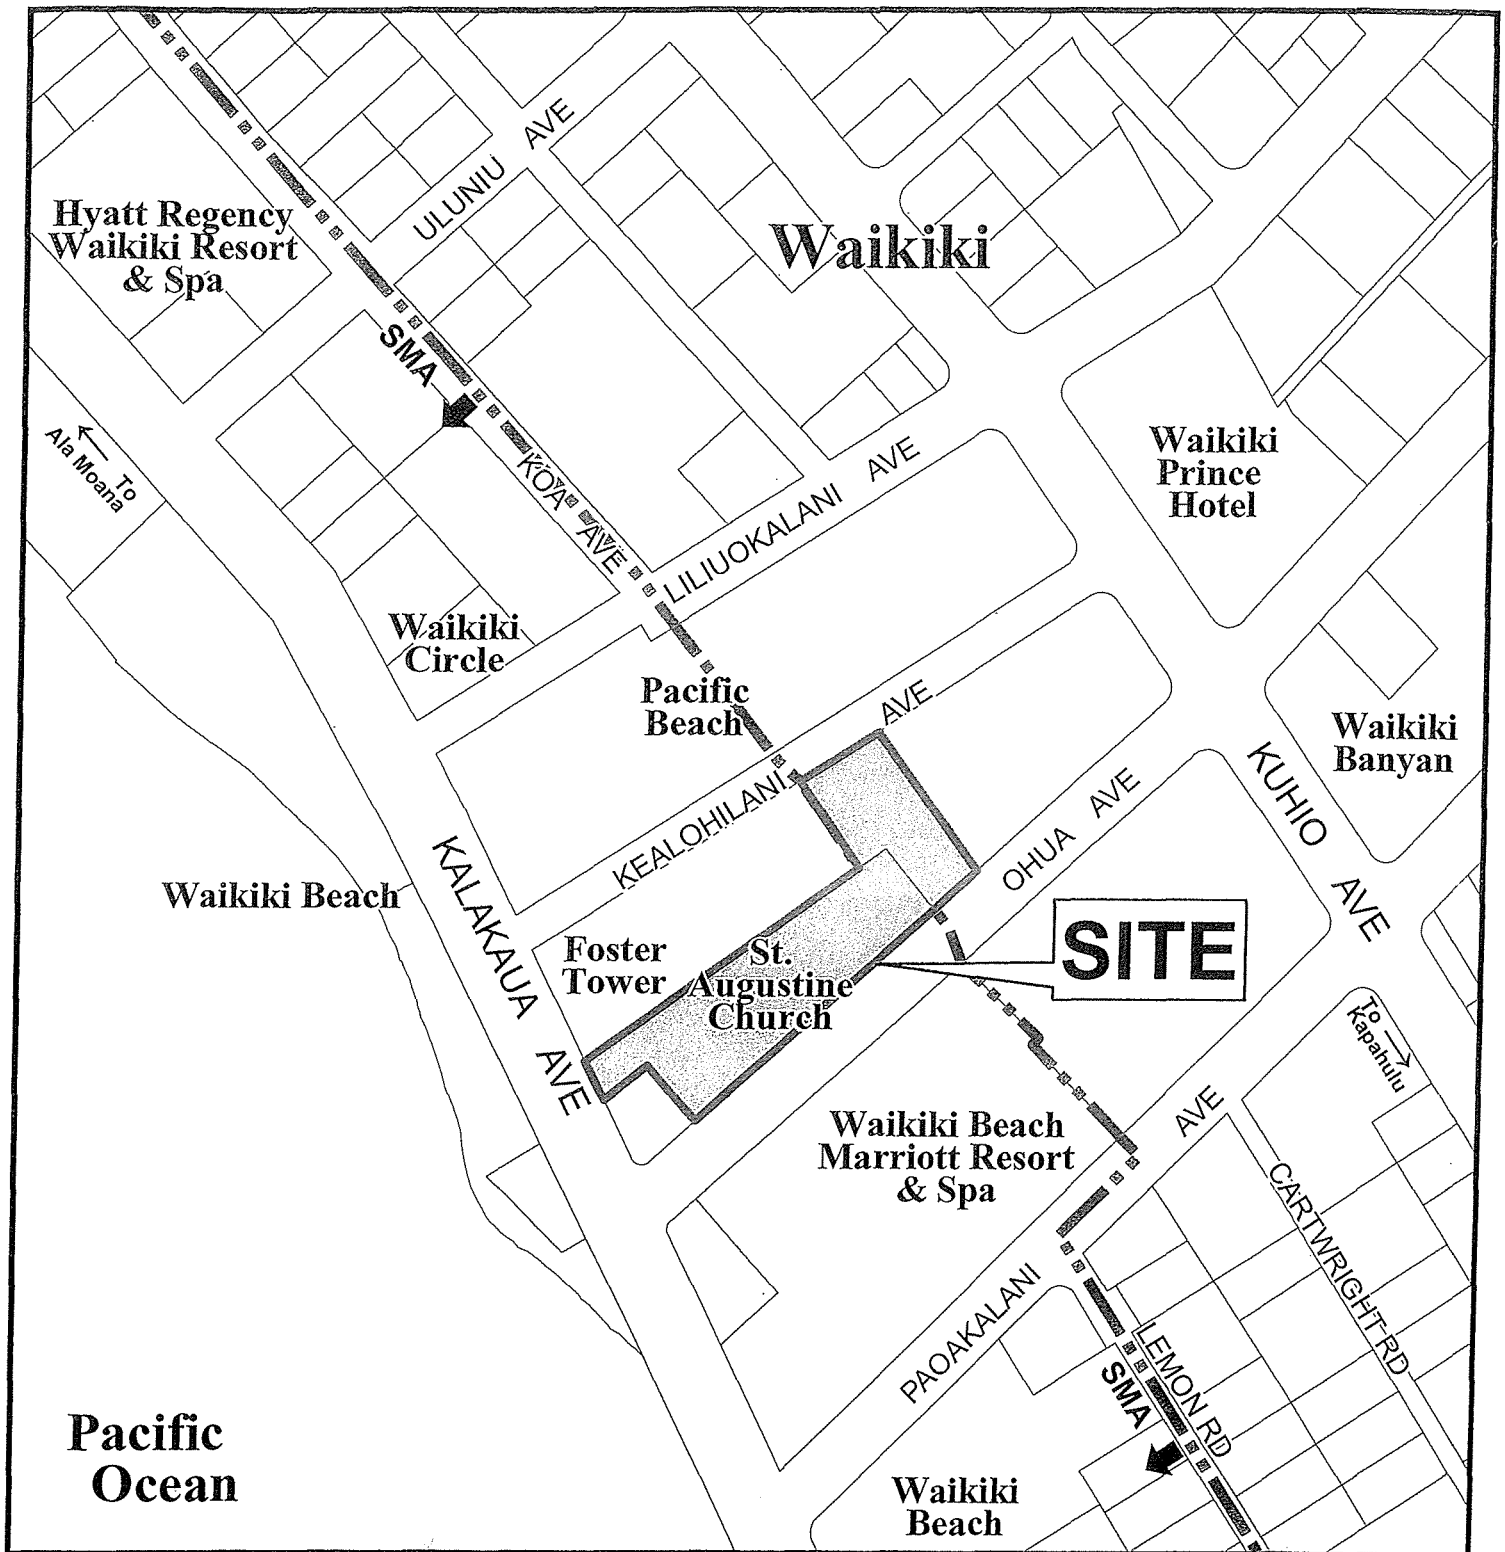 ULUNIU AVE
Hyatt Regency
Waikiki Resort
& Spa
Waikiki
SMA
To
Ala Moana
KOA AVE
LILIUOKALANI AVE
Waikiki
Prince
Hotel
Waikiki
Circle
Pacific
Beach
KEALOHILANI AVE
Waikiki
Banyan
KUHIO AVE
OHUA AVE
KALAKAUA AVE
Waikiki Beach
Foster
Tower
St.
Augustine
Church
SITE
To
Kapahulu
Waikiki Beach
Marriott Resort
& Spa
PAOAKALANI AVE
CARTWRIGHT RD
LEMON RD
SMA
Pacific
Ocean
Waikiki
Beach